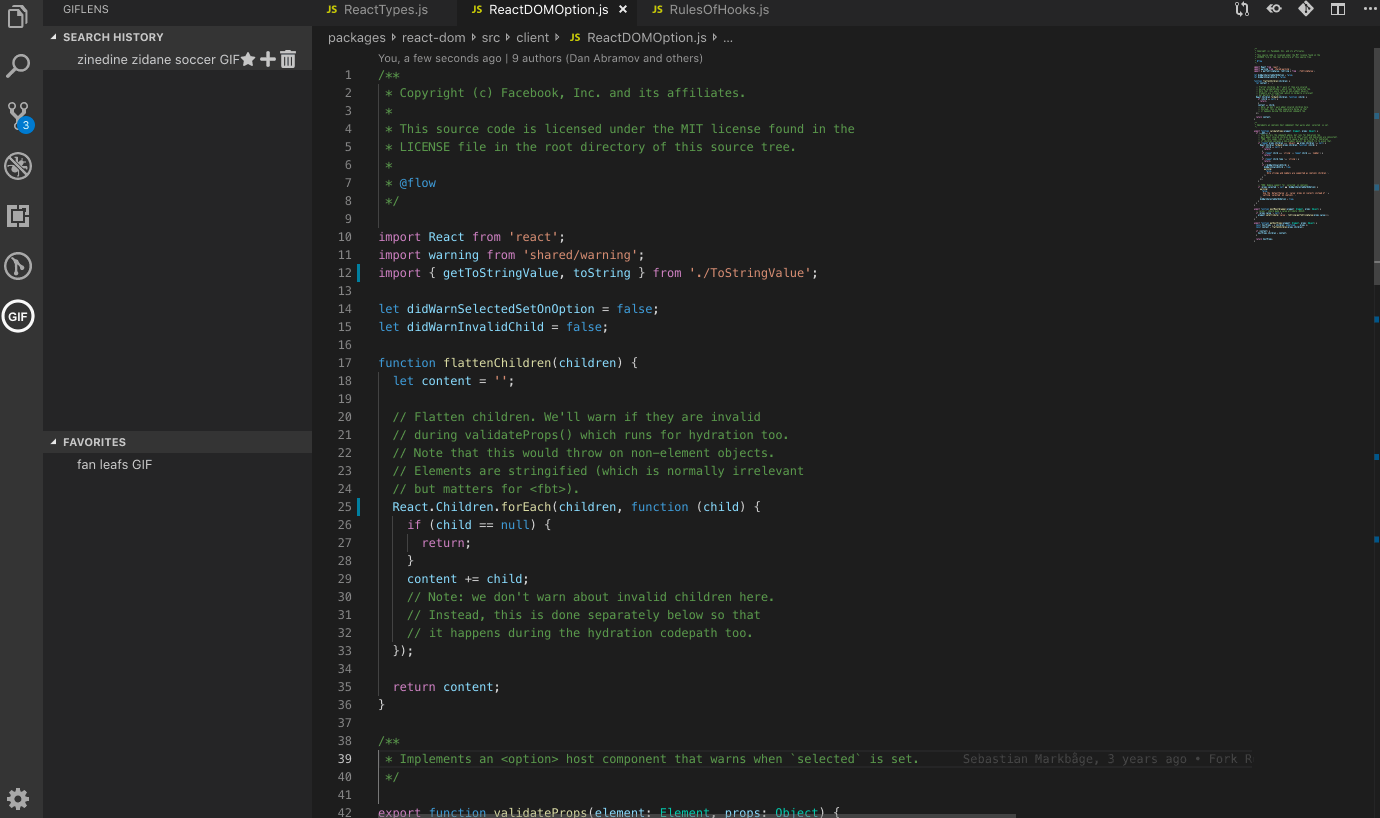 GIFLENS
SEARCH HISTORY
zinedine zidane soccer GIF
FAVORITES
fan leafs GIF
3
GIF
JS ReactTypes.js
JS ReactDOMOption.js ×
JS RulesOfHooks.js
packages › react-dom › src › client › JS ReactDOMOption.js › ...
You, a few seconds ago | 9 authors (Dan Abramov and others)
1 /**
2 * Copyright (c) Facebook, Inc. and its affiliates.
3 *
4 * This source code is licensed under the MIT license found in the
5 * LICENSE file in the root directory of this source tree.
6 *
7 * @flow
8 */
9
10 import React from 'react';
11 import warning from 'shared/warning';
12 import { getToStringValue, toString } from './ToStringValue';
13
14 let didWarnSelectedSetOnOption = false;
15 let didWarnInvalidChild = false;
16
17 function flattenChildren(children) {
18 let content = '';
19
20 // Flatten children. We'll warn if they are invalid
21 // during validateProps() which runs for hydration too.
22 // Note that this would throw on non-element objects.
23 // Elements are stringified (which is normally irrelevant
24 // but matters for <fbt>).
25 React.Children.forEach(children, function (child) {
26 if (child == null) {
27 return;
28 }
29 content += child;
30 // Note: we don't warn about invalid children here.
31 // Instead, this is done separately below so that
32 // it happens during the hydration codepath too.
33 });
34
35 return content;
36 }
37
38 /**
39 * Implements an <option> host component that warns when `selected` is set. Sebastian Markbåge, 3 years ago • Fork R
40 */
41
42 export function validateProps(element: Element, props: Object) {